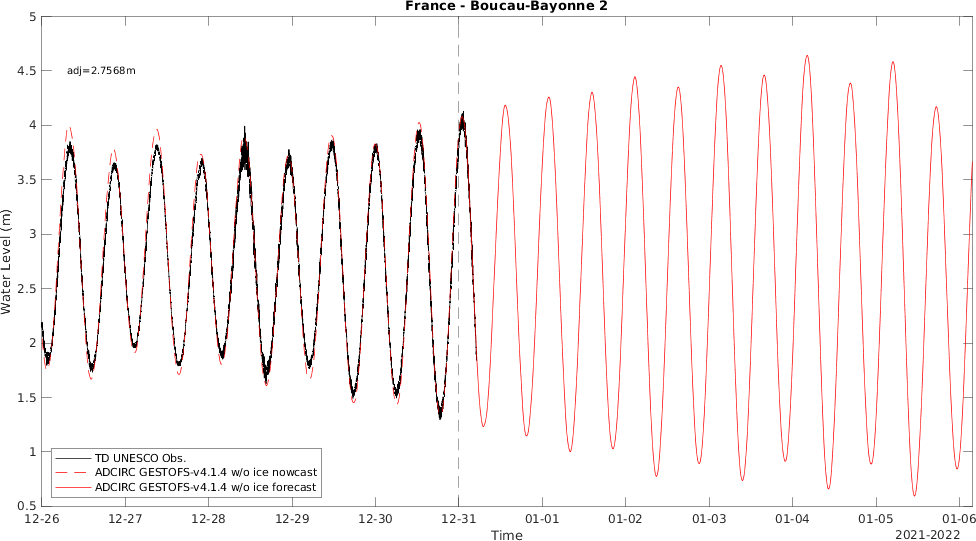 France - Boucau-Bayonne 2
adj=2.7568m
Water Level (m)
5
4.5
4
3.5
3
2.5
2
1.5
1
0.5
TD UNESCO Obs.
ADCIRC GESTOFS-v4.1.4 w/o ice nowcast
ADCIRC GESTOFS-v4.1.4 w/o ice forecast
12-26 12-27 12-28 12-29 12-30 12-31 01-01 01-02 01-03 01-04 01-05 01-06
Time
2021-2022